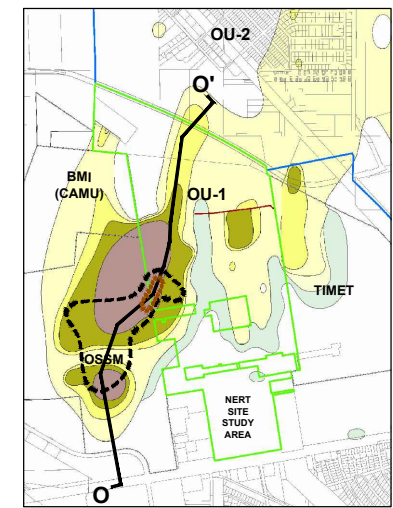 OU-2
O'
BMI
(CAMU)
OU-1
TIMET
OSSM
NERT
SITE
STUDY
AREA
O